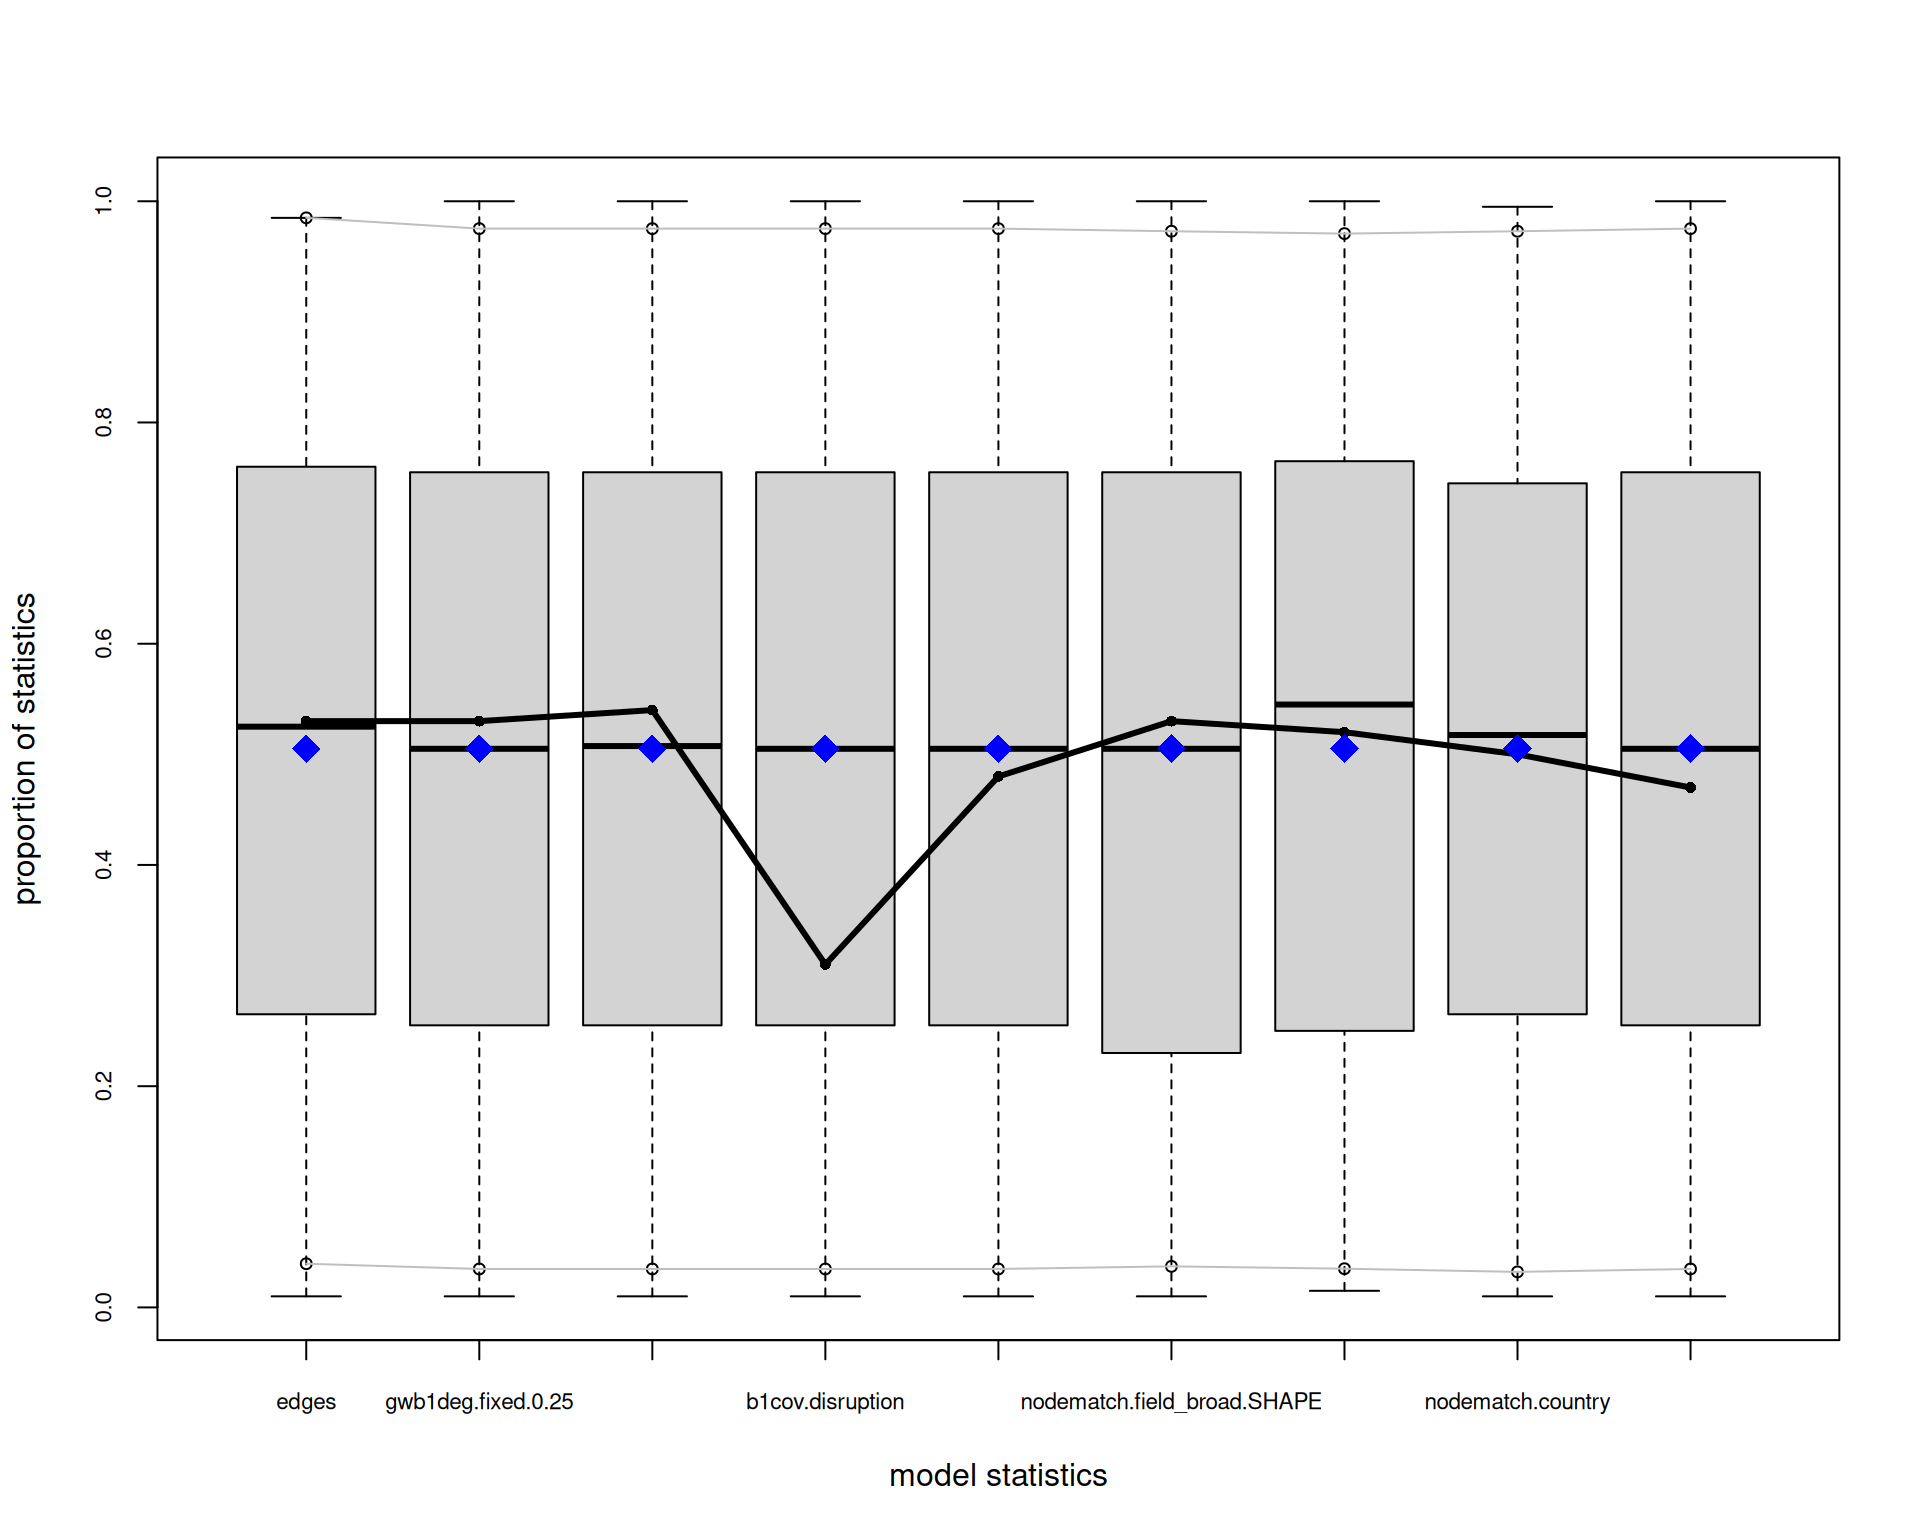 1.0
0.8
0.6
0.4
0.2
0.0
proportion of statistics
edges gwb1deg.fixed.0.25 b1cov.disruption nodematch.field_broad.SHAPE nodematch.country
model statistics